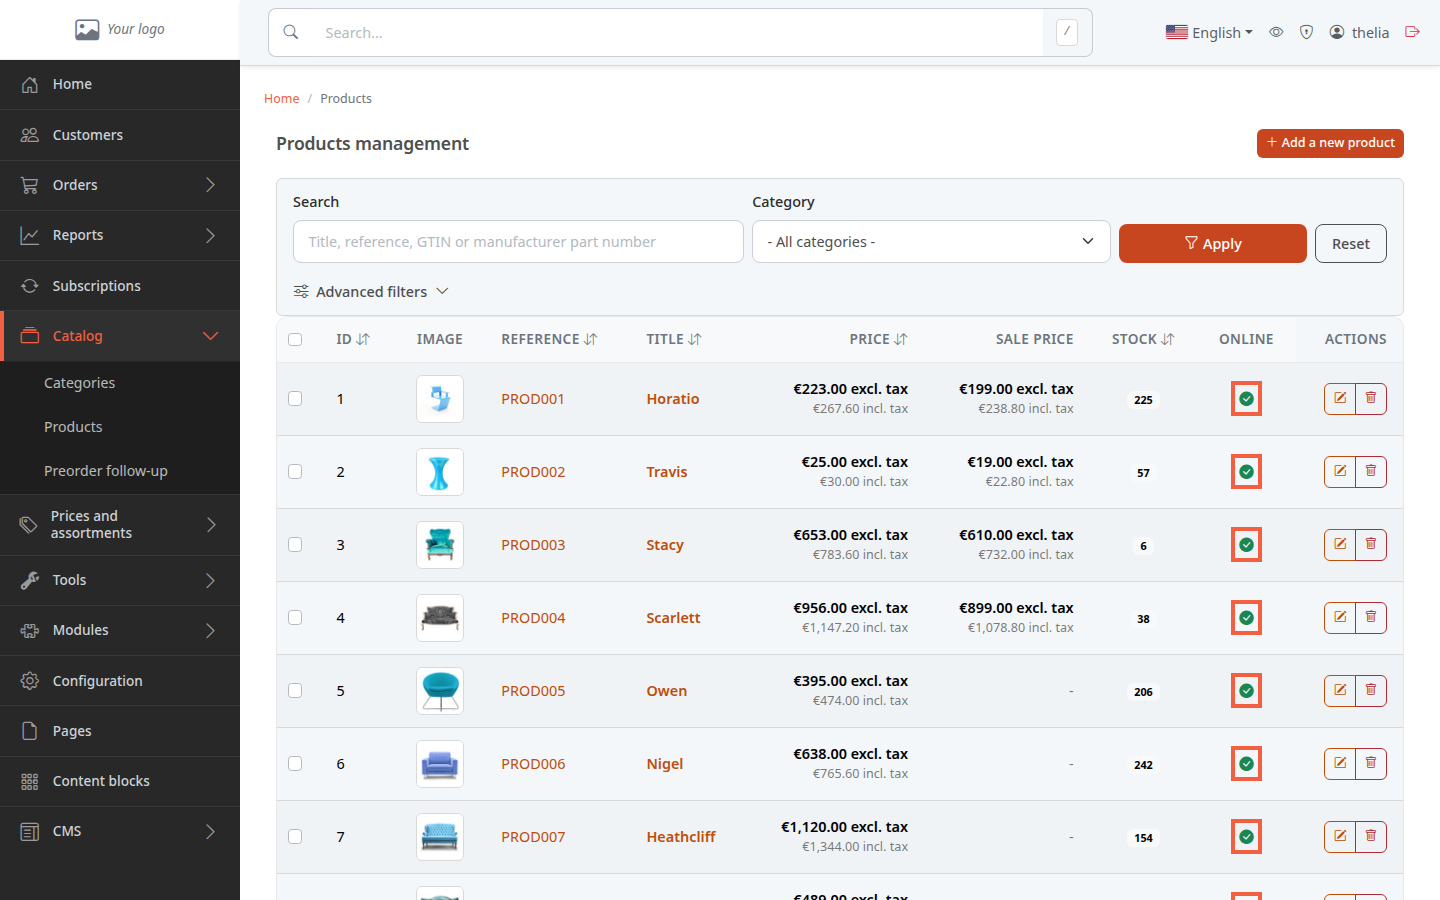 Your logo
Search...
/
English
thelia
Home
Customers
Orders
Reports
Subscriptions
Catalog
Categories
Products
Preorder follow-up
Prices and
assortments
Tools
Modules
Configuration
Pages
Content blocks
CMS
Home / Products
Products management
Add a new product
Search
Category
Title, reference, GTIN or manufacturer part number
- All categories -
Apply
Reset
Advanced filters
ID IMAGE REFERENCE TITLE PRICE SALE PRICE STOCK ONLINE ACTIONS
1 PROD001 Horatio €223.00 excl. tax €199.00 excl. tax 225
€267.60 incl. tax €238.80 incl. tax
2 PROD002 Travis €25.00 excl. tax €19.00 excl. tax 57
€30.00 incl. tax €22.80 incl. tax
3 PROD003 Stacy €653.00 excl. tax €610.00 excl. tax 6
€783.60 incl. tax €732.00 incl. tax
4 PROD004 Scarlett €956.00 excl. tax €899.00 excl. tax 38
€1,147.20 incl. tax €1,078.80 incl. tax
5 PROD005 Owen €395.00 excl. tax - 206
€474.00 incl. tax
6 PROD006 Nigel €638.00 excl. tax - 242
€765.60 incl. tax
7 PROD007 Heathcliff €1,120.00 excl. tax - 154
€1,344.00 incl. tax
€489.00 excl. tax